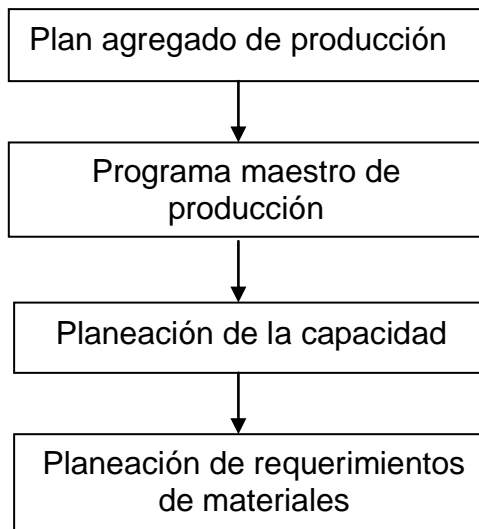 Plan agregado de producción
Programa maestro de
producción
Planeación de la capacidad
Planeación de requerimientos
de materiales